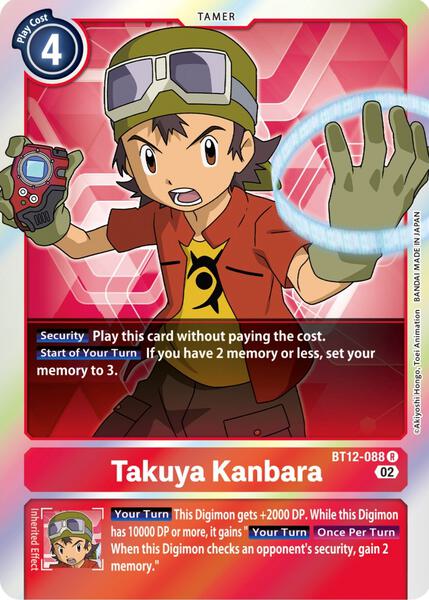 TAMER
Play Cost
4
Security Play this card without paying the cost.
Start of Your Turn If you have 2 memory or less, set your
memory to 3.
©Akiyoshi Hongo, Toei Animation BANDAI MADE IN JAPAN
BT12-088 R
Takuya Kanbara
02
Inherited Effect
Your Turn This Digimon gets +2000 DP. While this Digimon
has 10000 DP or more, it gains " Your Turn Once Per Turn
When this Digimon checks an opponent's security, gain 2
memory."